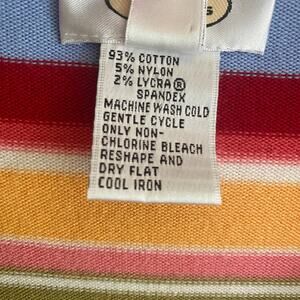 93% COTTON
5% NYLON
2% LYCRA®
SPANDEX
MACHINE WASH COLD
GENTLE CYCLE
ONLY NON-
CHLORINE BLEACH
RESHAPE AND
DRY FLAT
COOL IRON